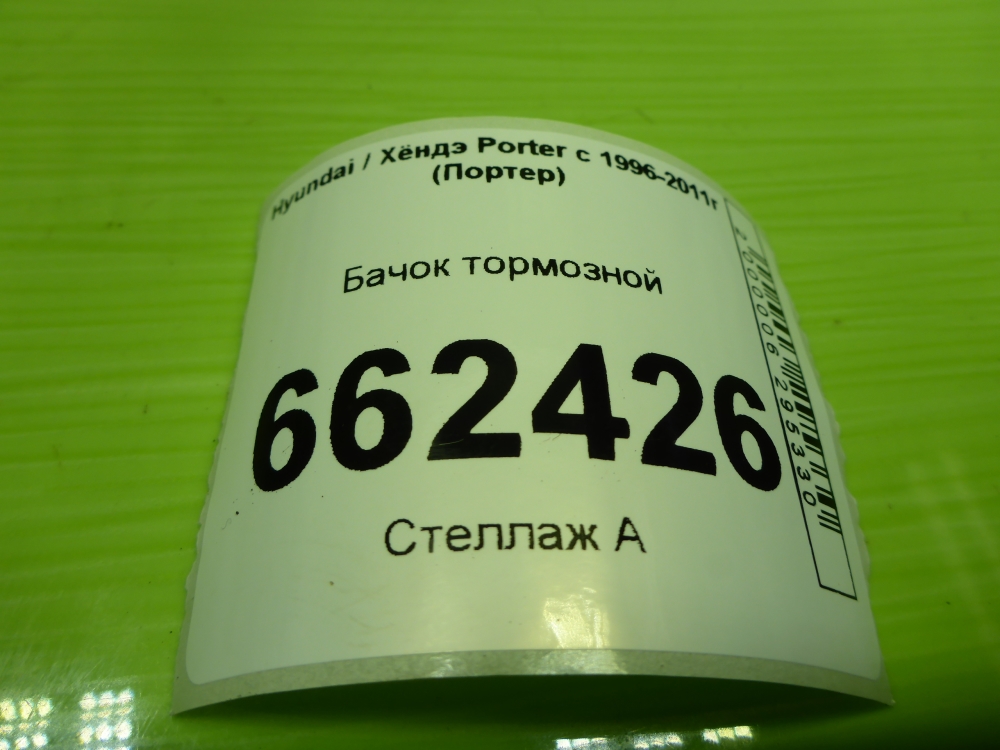 Hyundai / Хёндэ Porter с 1996-2011г
(Портер)
Бачок тормозной
662426
Стеллаж А
2000006295330